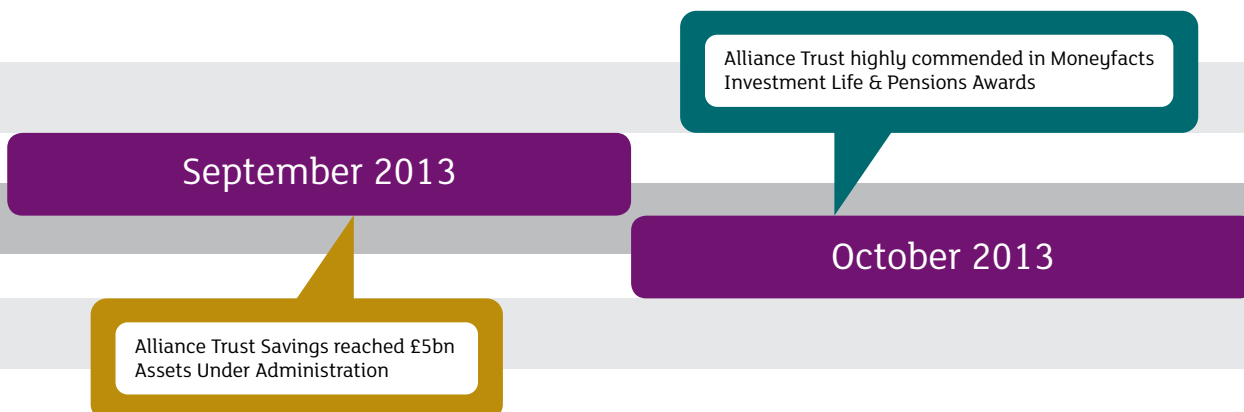 Alliance Trust highly commended in Moneyfacts
Investment Life & Pensions Awards
September 2013
October 2013
Alliance Trust Savings reached £5bn
Assets Under Administration